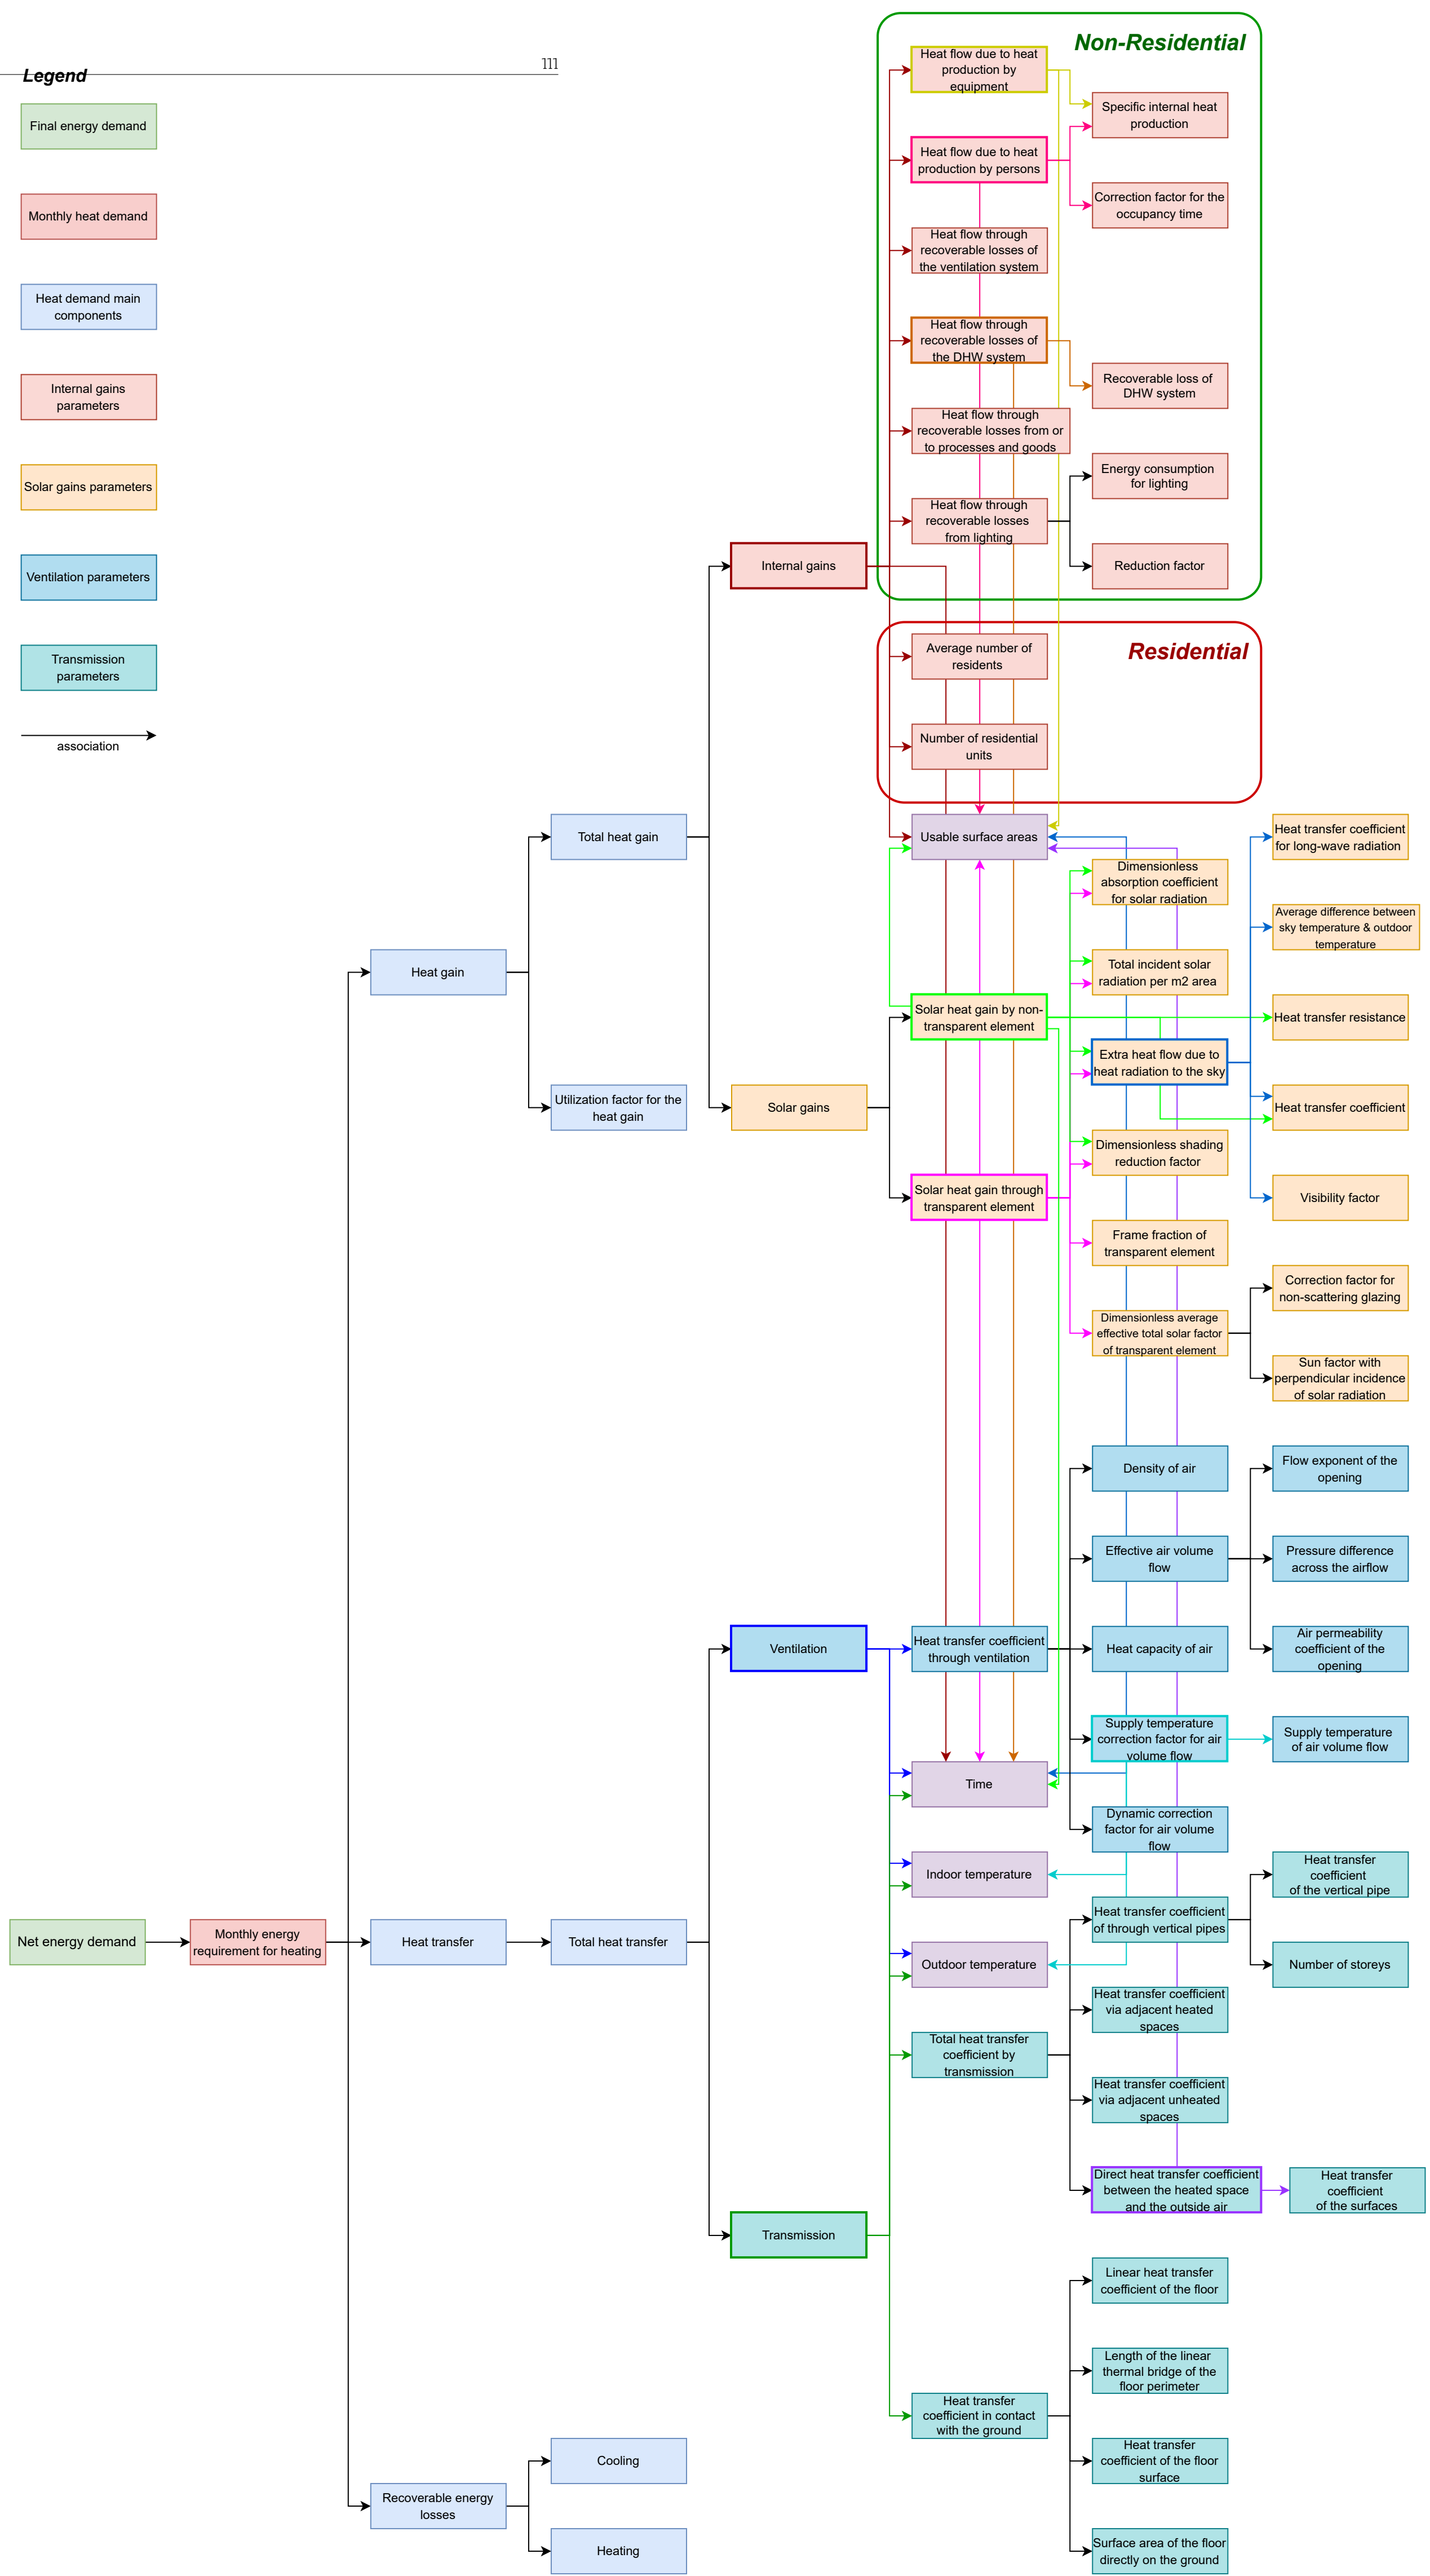 111
Legend
Final energy demand
Monthly heat demand
Heat demand main
components
Internal gains
parameters
Solar gains parameters
Ventilation parameters
Transmission
parameters
association
Non-Residential
Heat flow due to heat
production by
equipment
Specific internal heat
production
Heat flow due to heat
production by persons
Correction factor for the
occupancy time
Heat flow through
recoverable losses of
the ventilation system
Heat flow through
recoverable losses of
the DHW system
Recoverable loss of
DHW system
Heat flow through
recoverable losses from or
to processes and goods
Energy consumption
for lighting
Heat flow through
recoverable losses
from lighting
Reduction factor
Internal gains
Residential
Average number of
residents
Number of residential
units
Total heat gain
Usable surface areas
Heat transfer coefficient
for long-wave radiation
Dimensionless
absorption coefficient
for solar radiation
Average difference between
sky temperature & outdoor
temperature
Heat gain
Total incident solar
radiation per m2 area
Solar heat gain by non-
transparent element
Heat transfer resistance
Extra heat flow due to
heat radiation to the sky
Utilization factor for the
heat gain
Solar gains
Heat transfer coefficient
Dimensionless shading
reduction factor
Solar heat gain through
transparent element
Visibility factor
Frame fraction of
transparent element
Correction factor for
non-scattering glazing
Dimensionless average
effective total solar factor
of transparent element
Sun factor with
perpendicular incidence
of solar radiation
Density of air
Flow exponent of the
opening
Effective air volume
flow
Pressure difference
across the airflow
Ventilation
Heat transfer coefficient
through ventilation
Heat capacity of air
Air permeability
coefficient of the
opening
Supply temperature
correction factor for air
volume flow
Supply temperature
of air volume flow
Time
Dynamic correction
factor for air volume
flow
Indoor temperature
Heat transfer
coefficient
of the vertical pipe
Net energy demand
Monthly energy
requirement for heating
Heat transfer
Total heat transfer
Heat transfer coefficient
of through vertical pipes
Outdoor temperature
Number of storeys
Heat transfer coefficient
via adjacent heated
spaces
Total heat transfer
coefficient by
transmission
Heat transfer coefficient
via adjacent unheated
spaces
Direct heat transfer coefficient
between the heated space
and the outside air
Heat transfer
coefficient
of the surfaces
Transmission
Linear heat transfer
coefficient of the floor
Length of the linear
thermal bridge of the
floor perimeter
Heat transfer
coefficient in contact
with the ground
Cooling
Heat transfer
coefficient of the floor
surface
Recoverable energy
losses
Heating
Surface area of the floor
directly on the ground